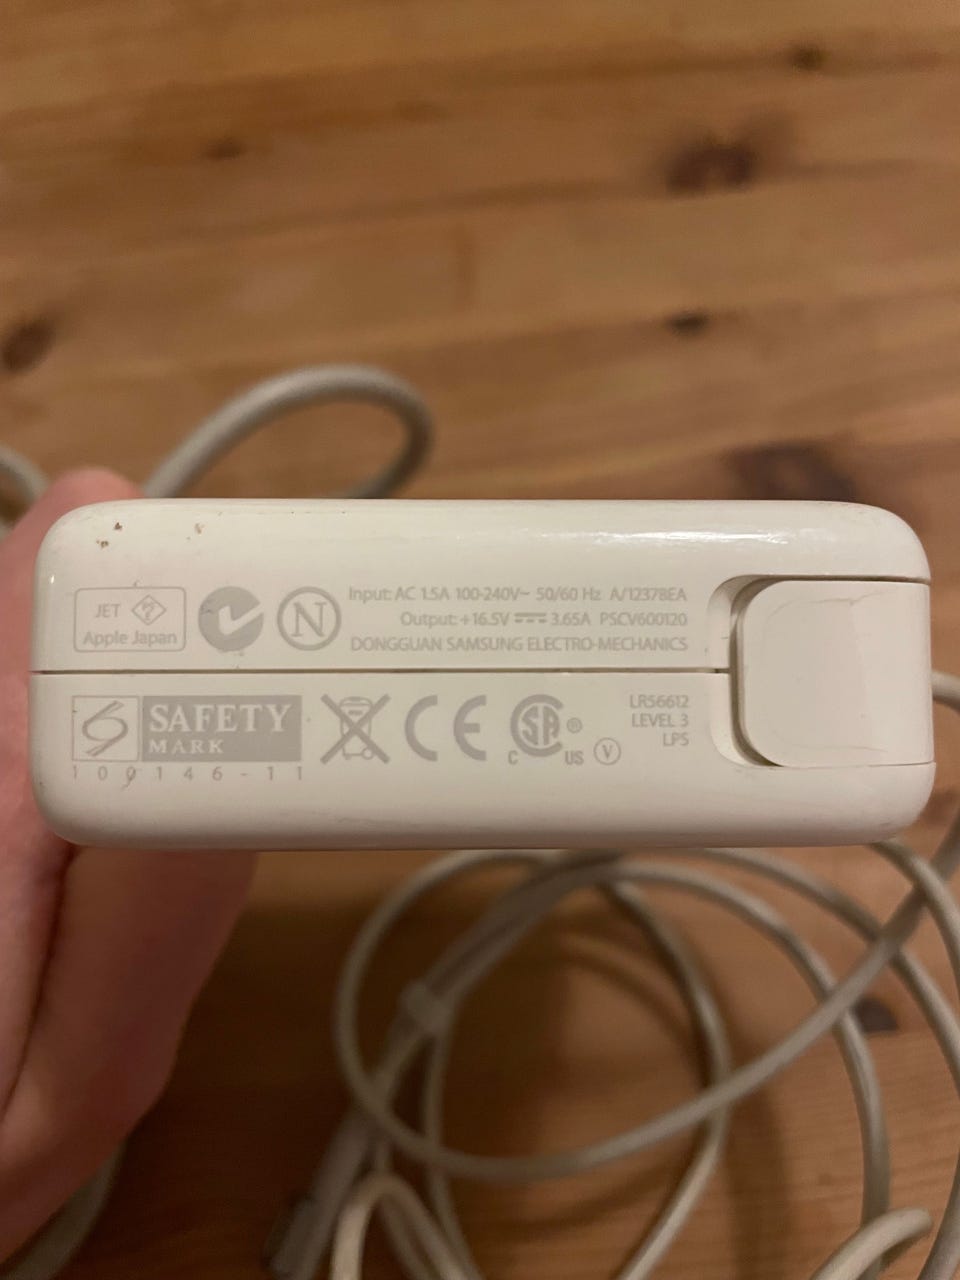 JET ?
Apple Japan
N
Input: AC 1.5A 100-240V~ 50/60 Hz A/12378EA
Output: +16.5V 3.65A PSCV600120
DONGGUAN SAMSUNG ELECTRO-MECHANICS
S SAFETY
MARK
100146-11
CE
C SA ® US
V
LR56612
LEVEL 3
LPS